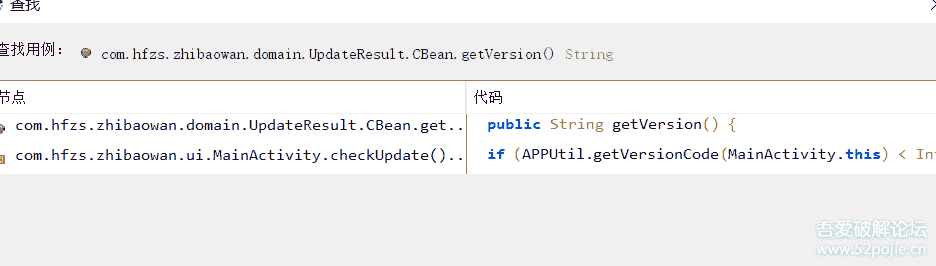 查找
查找用例： com.hfzs.zhibaowan.domain.UpdateResult.CBean.getVersion() String
节点 代码
com.hfzs.zhibaowan.domain.UpdateResult.CBean.get.. public String getVersion() {
com.hfzs.zhibaowan.ui.MainActivity.checkUpdate().. if (APPUtil.getVersionCode(MainActivity.this) < Int
吾爱破解论坛
www.52pojie.cn